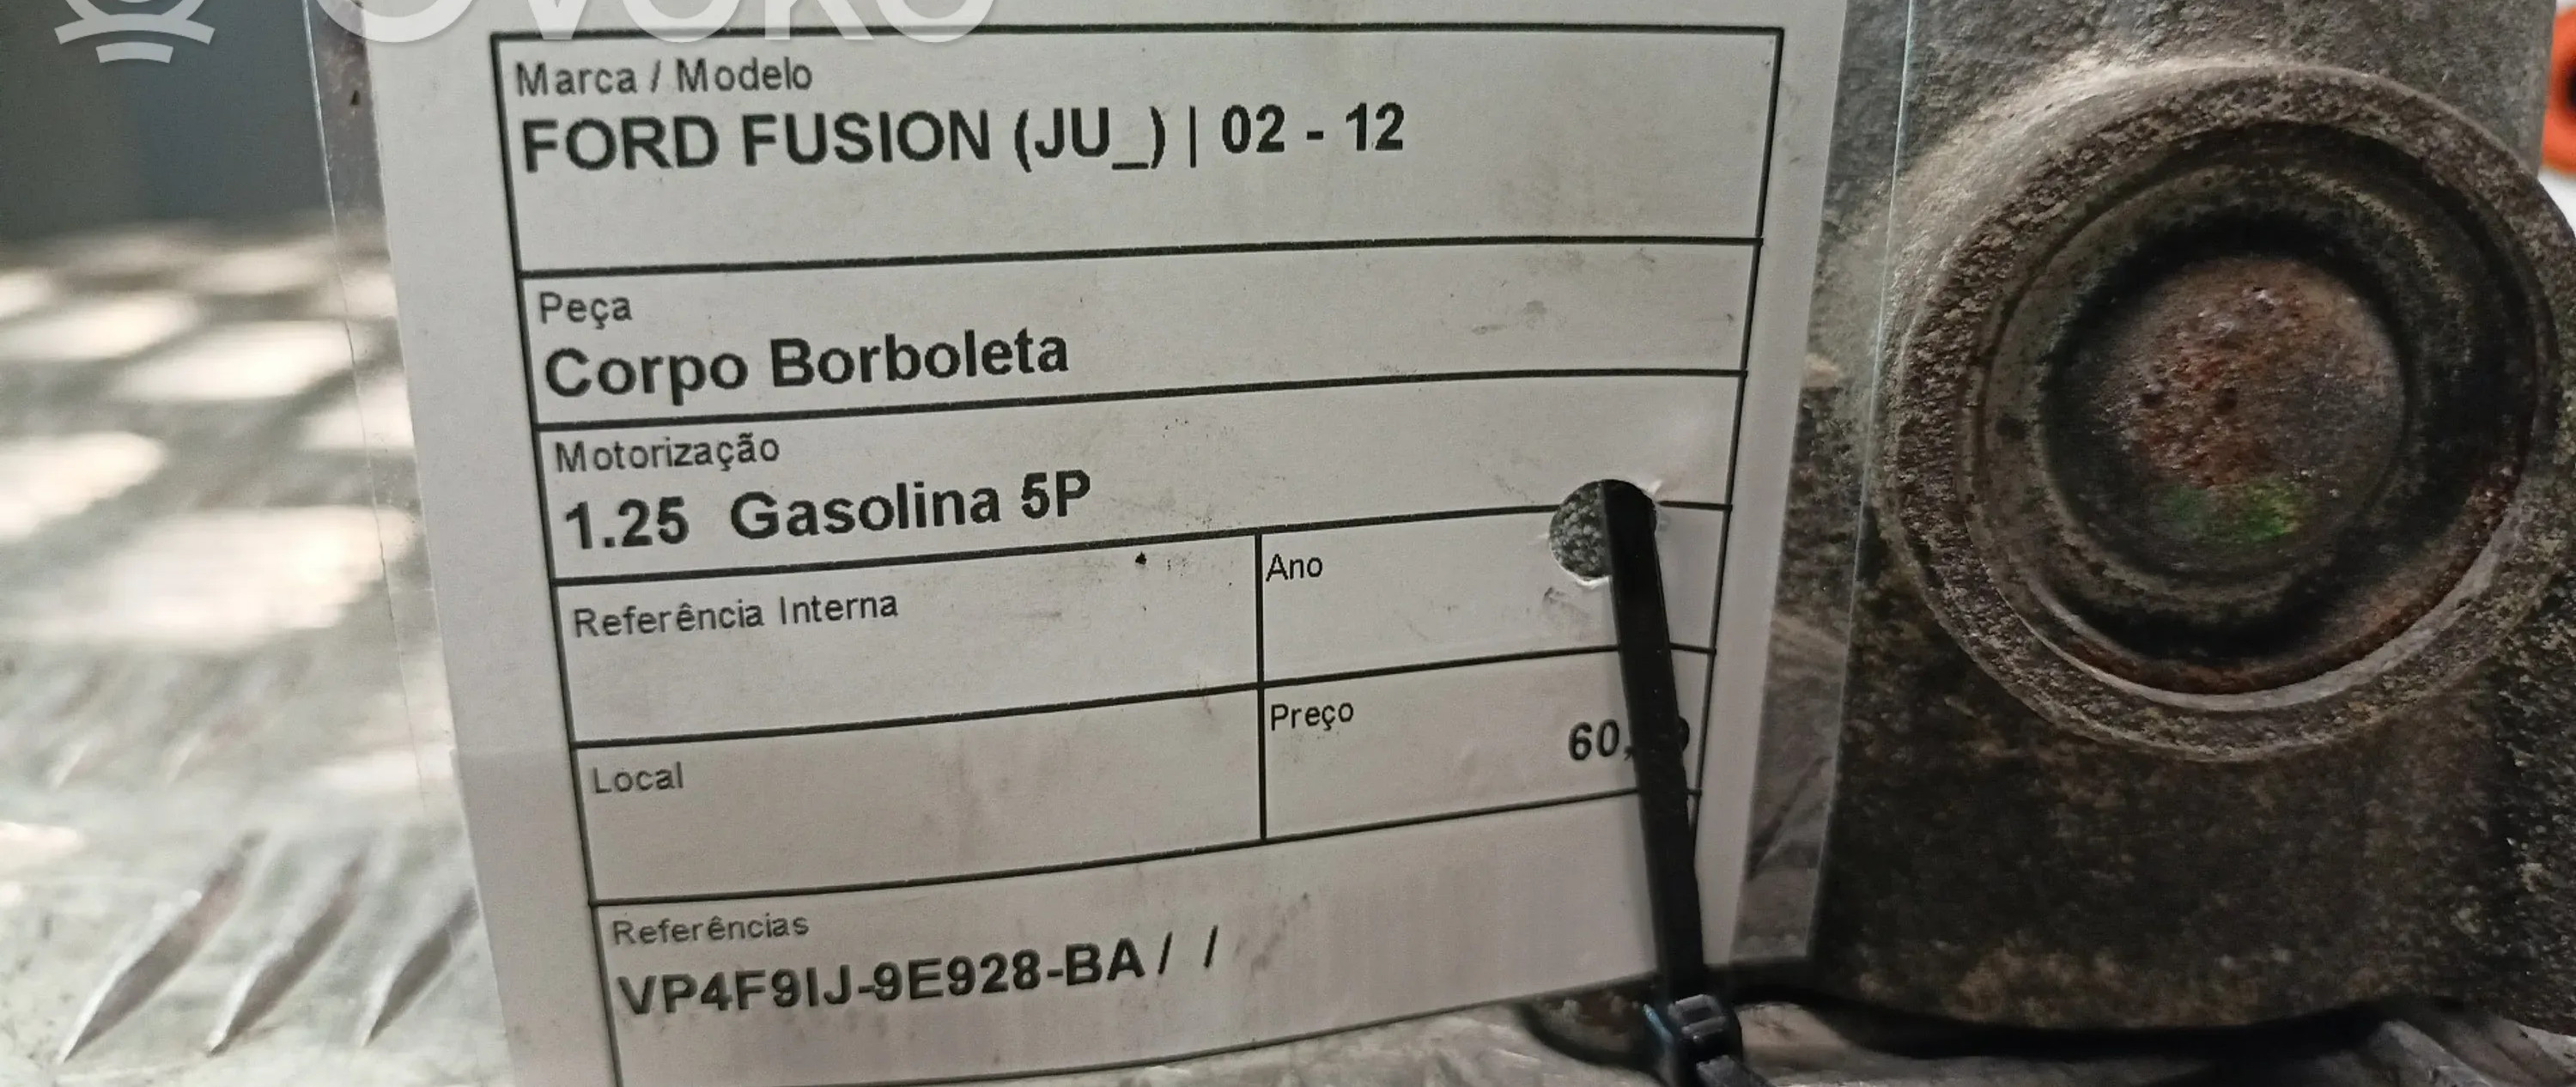 Marca / Modelo
FORD FUSION (JU_) | 02 - 12
Peça
Corpo Borboleta
Motorização
1.25 Gasolina 5P
Referência Interna
Ano
Local
Preço
60,
Referências
VP4F9IJ-9E928-BA / /